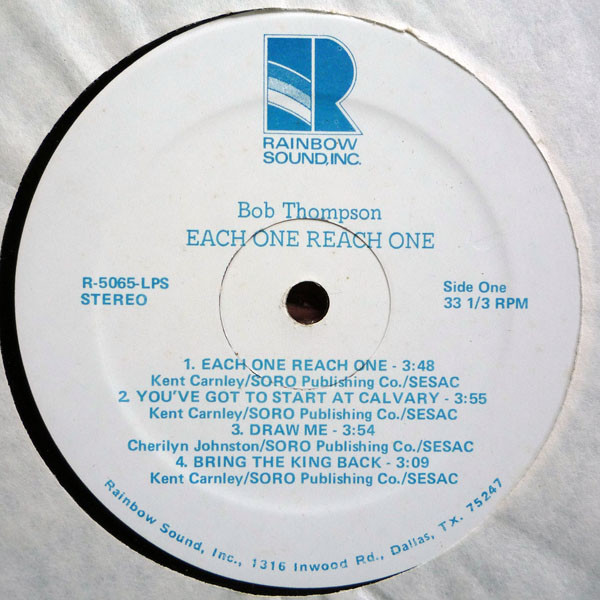 R
RAINBOW
SOUND, INC.
Bob Thompson
EACH ONE REACH ONE
R-5065-LPS
STEREO
Side One
33 1/3 RPM
1. EACH ONE REACH ONE - 3:48
Kent Carnley/SORO Publishing Co./SESAC
2. YOU'VE GOT TO START AT CALVARY - 3:55
Kent Carnley/SORO Publishing Co./SESAC
3. DRAW ME - 3:54
Cherilyn Johnston/SORO Publishing Co./SESAC
4. BRING THE KING BACK - 3:09
Kent Carnley/SORO Publishing Co./SESAC
Rainbow Sound, Inc., 1316 Inwood Rd., Dallas, TX. 75247